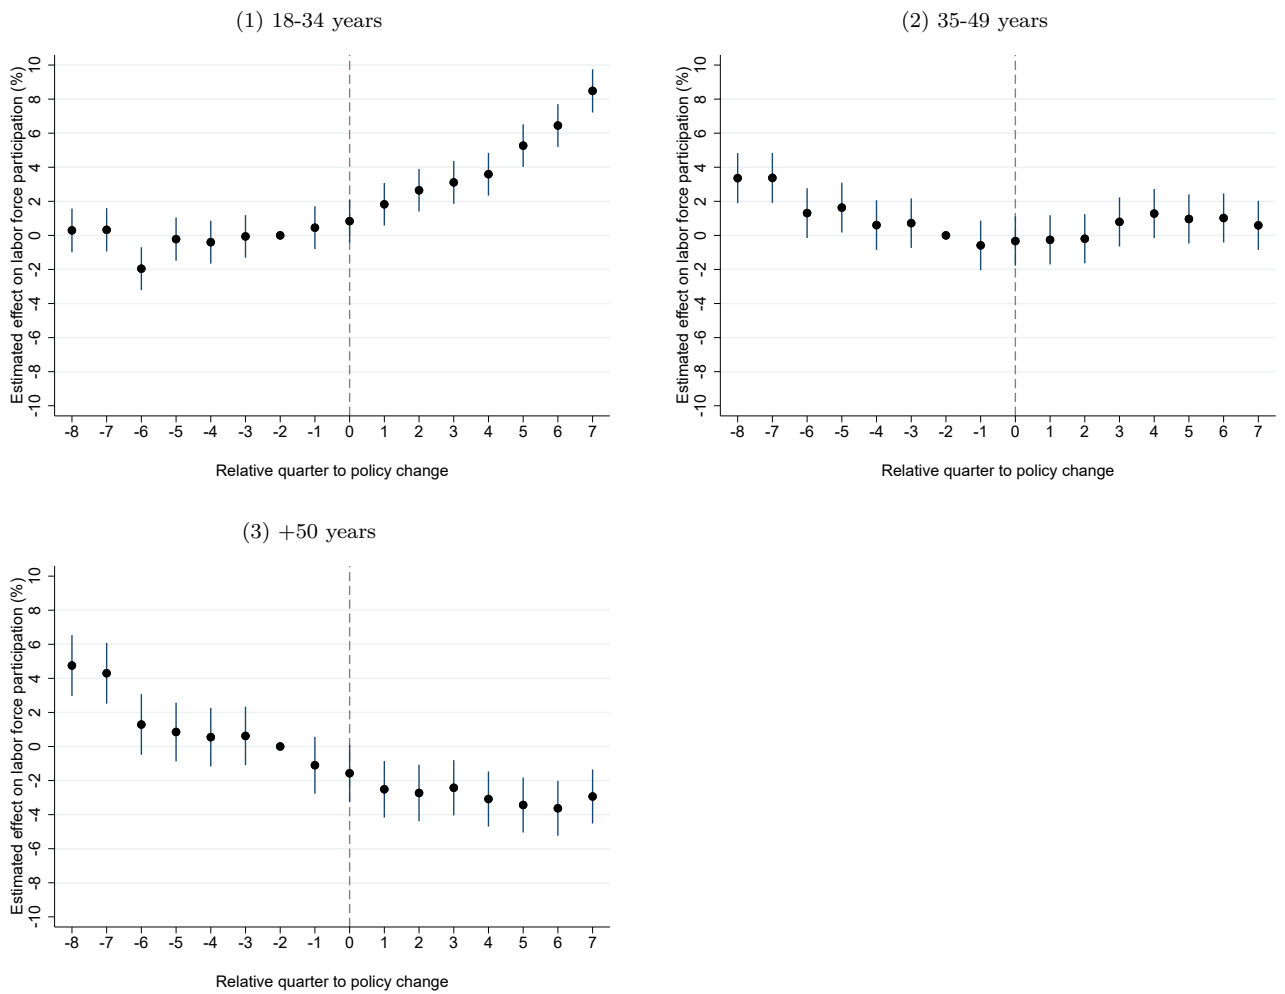 (1) 18-34 years
Estimated effect on labor force participation (%)
10
8
6
4
2
0
-2
-4
-6
-8
-10
-8 -7 -6 -5 -4 -3 -2 -1 0 1 2 3 4 5 6 7
Relative quarter to policy change
(2) 35-49 years
Estimated effect on labor force participation (%)
10
8
6
4
2
0
-2
-4
-6
-8
-10
-8 -7 -6 -5 -4 -3 -2 -1 0 1 2 3 4 5 6 7
Relative quarter to policy change
(3) +50 years
Estimated effect on labor force participation (%)
10
8
6
4
2
0
-2
-4
-6
-8
-10
-8 -7 -6 -5 -4 -3 -2 -1 0 1 2 3 4 5 6 7
Relative quarter to policy change